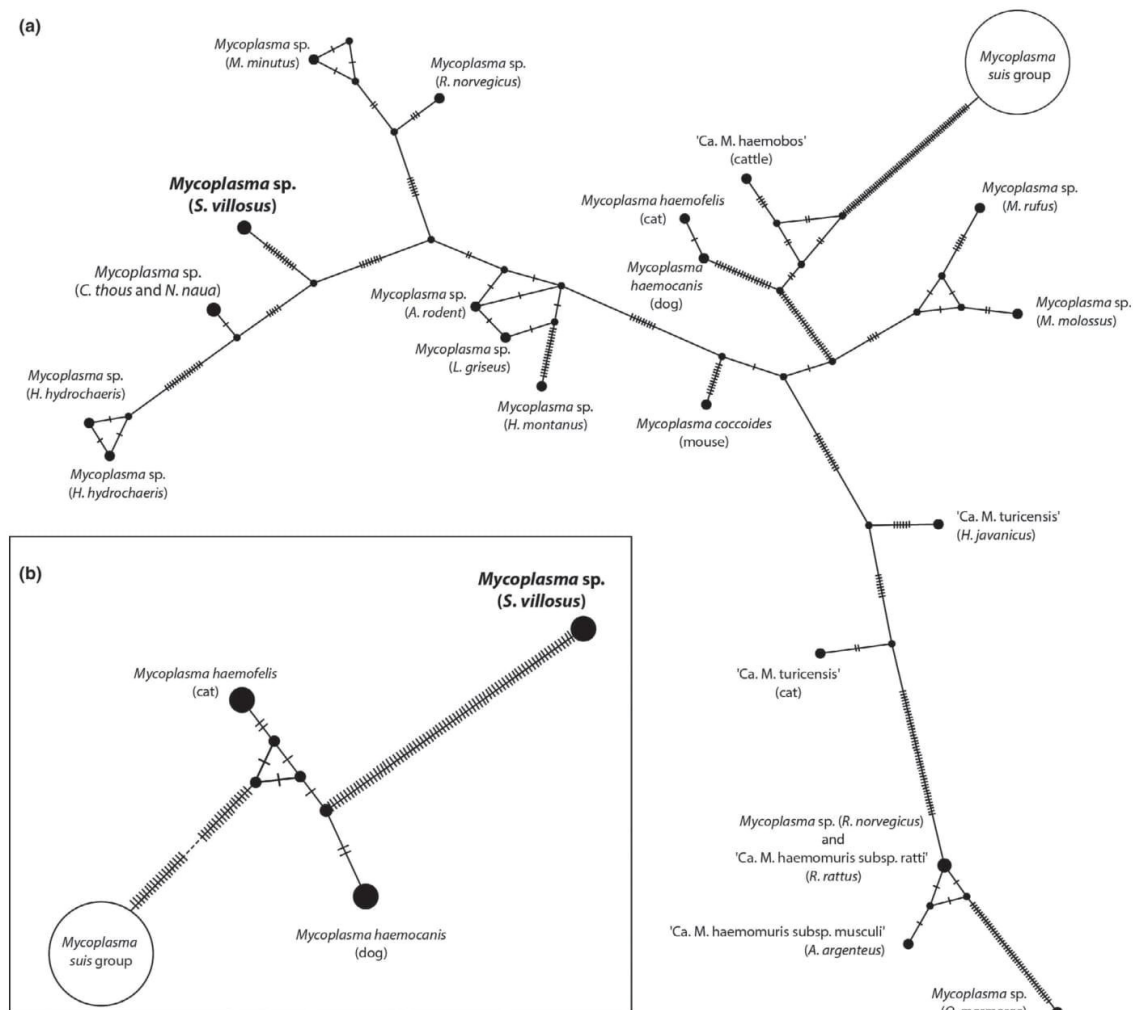 (a)
Mycoplasma sp.
(M. minutus)
Mycoplasma sp.
(R. norvegicus)
Mycoplasma
suis group
'Ca. M. haemobos'
(cattle)
Mycoplasma sp.
(S. villosus)
Mycoplasma haemofelis
(cat)
Mycoplasma sp.
(M. rufus)
Mycoplasma sp.
(C. thous and N. naua)
Mycoplasma
haemocanis
(dog)
Mycoplasma sp.
(A. rodent)
Mycoplasma sp.
(M. molossus)
Mycoplasma sp.
(L. griseus)
Mycoplasma sp.
(H. hydrochaeris)
Mycoplasma sp.
(H. montanus)
Mycoplasma coccoides
(mouse)
Mycoplasma sp.
(H. hydrochaeris)
'Ca. M. turicensis'
(H. javanicus)
'Ca. M. turicensis'
(cat)
Mycoplasma sp. (R. norvegicus)
and
'Ca. M. haemomuris subsp. ratti'
(R. rattus)
'Ca. M. haemomuris subsp. musculi'
(A. argenteus)
Mycoplasma sp.
(b)
Mycoplasma sp.
(S. villosus)
Mycoplasma haemofelis
(cat)
Mycoplasma haemocanis
(dog)
Mycoplasma
suis group